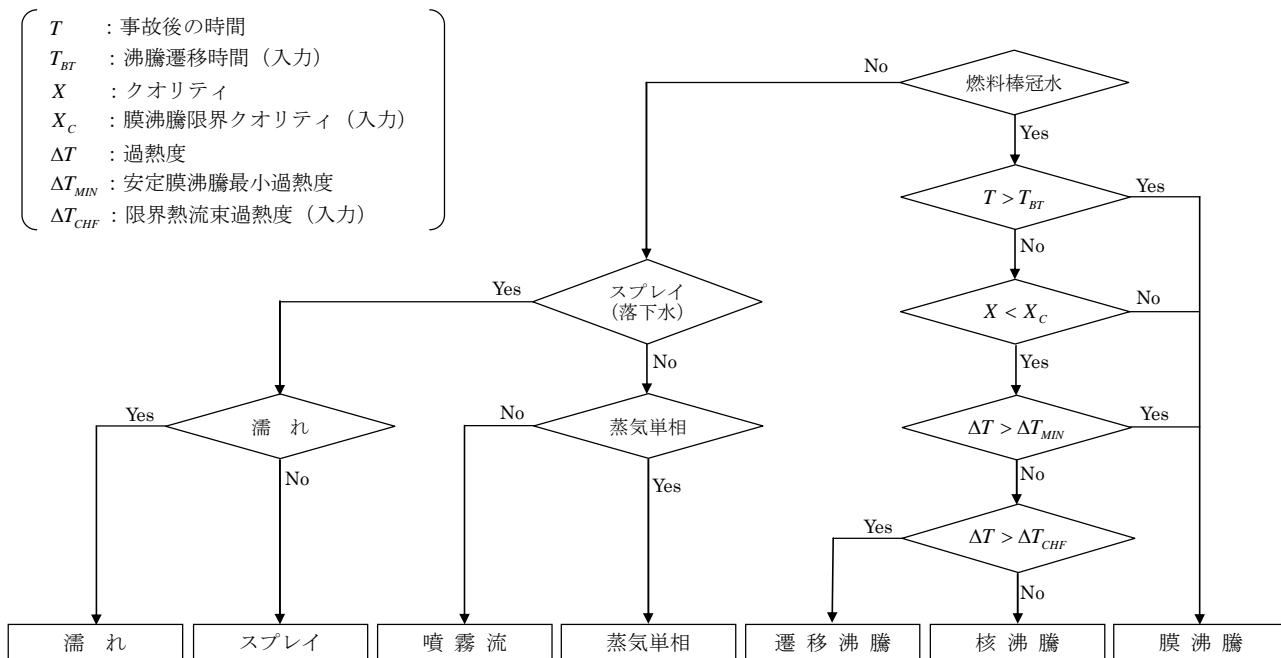 T : 事故後の時間
T_BT : 沸騰遷移時間（入力）
X : クオリティ
X_C : 膜沸騰限界クオリティ（入力）
ΔT : 過熱度
ΔT_MIN : 安定膜沸騰最小過熱度
ΔT_CHF : 限界熱流束過熱度（入力）
No
燃料棒冠水
Yes
T > T_BT
Yes
No
Yes
スプレイ
（落下水）
X < X_C
No
No
Yes
Yes
濡 れ
No
蒸気単相
ΔT > ΔT_MIN
Yes
No
Yes
No
Yes
ΔT > ΔT_CHF
No
濡 れ
スプレイ
噴 霧 流
蒸気単相
遷 移 沸 騰
核 沸 騰
膜 沸 騰